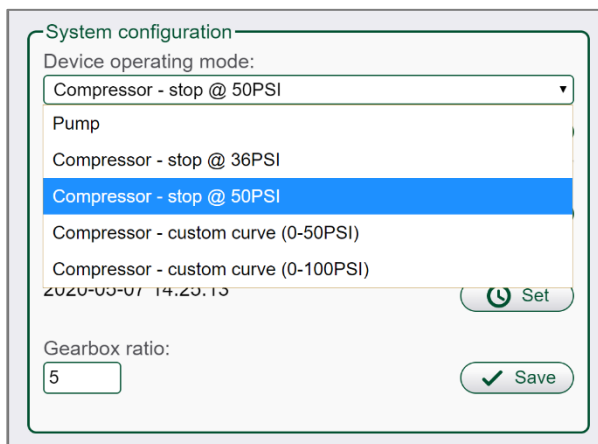 System configuration
Device operating mode:
Compressor - stop @ 50PSI
Pump
Compressor - stop @ 36PSI
Compressor - stop @ 50PSI
Compressor - custom curve (0-50PSI)
Compressor - custom curve (0-100PSI)
2020-05-07 14:25:13
Set
Gearbox ratio:
5
Save